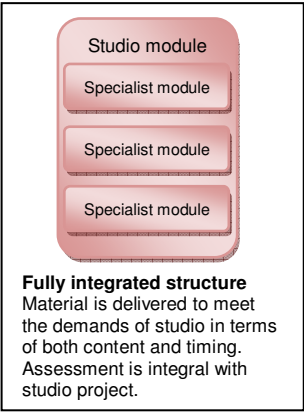 Studio module
Specialist module
Specialist module
Specialist module
Fully integrated structure
Material is delivered to meet
the demands of studio in terms
of both content and timing.
Assessment is integral with
studio project.